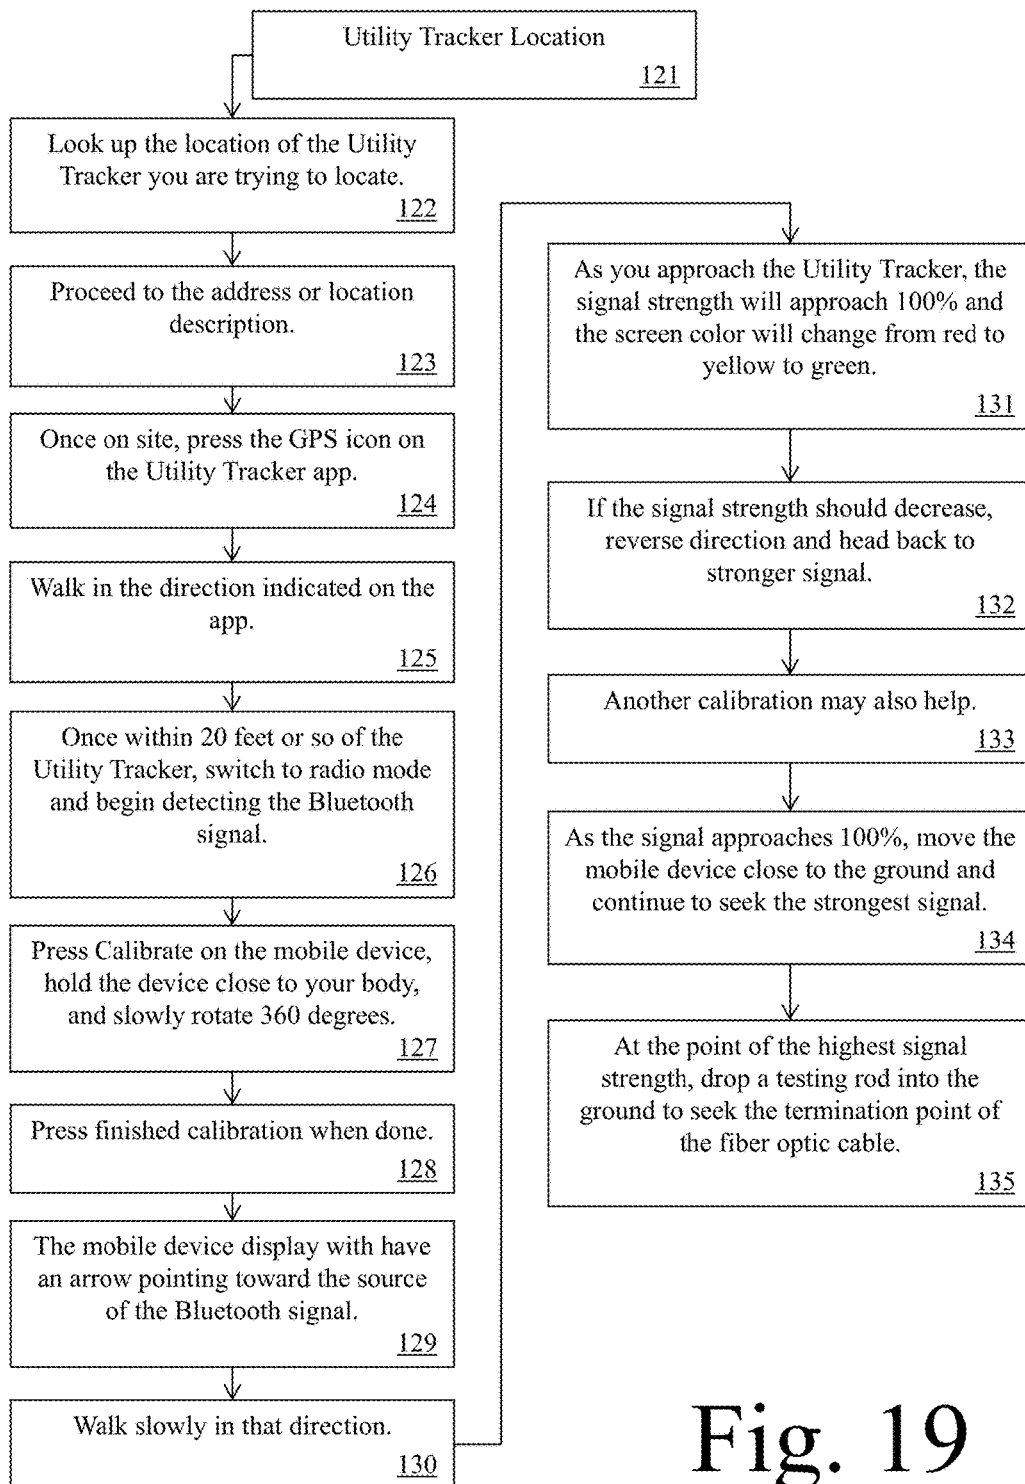 Utility Tracker Location
121
Look up the location of the Utility
Tracker you are trying to locate.
122
Proceed to the address or location
description.
123
Once on site, press the GPS icon on
the Utility Tracker app.
124
Walk in the direction indicated on the
app.
125
Once within 20 feet or so of the
Utility Tracker, switch to radio mode
and begin detecting the Bluetooth
signal.
126
Press Calibrate on the mobile device,
hold the device close to your body,
and slowly rotate 360 degrees.
127
Press finished calibration when done.
128
The mobile device display with have
an arrow pointing toward the source
of the Bluetooth signal.
129
Walk slowly in that direction.
130
As you approach the Utility Tracker, the
signal strength will approach 100% and
the screen color will change from red to
yellow to green.
131
If the signal strength should decrease,
reverse direction and head back to
stronger signal.
132
Another calibration may also help.
133
As the signal approaches 100%, move the
mobile device close to the ground and
continue to seek the strongest signal.
134
At the point of the highest signal
strength, drop a testing rod into the
ground to seek the termination point of
the fiber optic cable.
135
Fig. 19